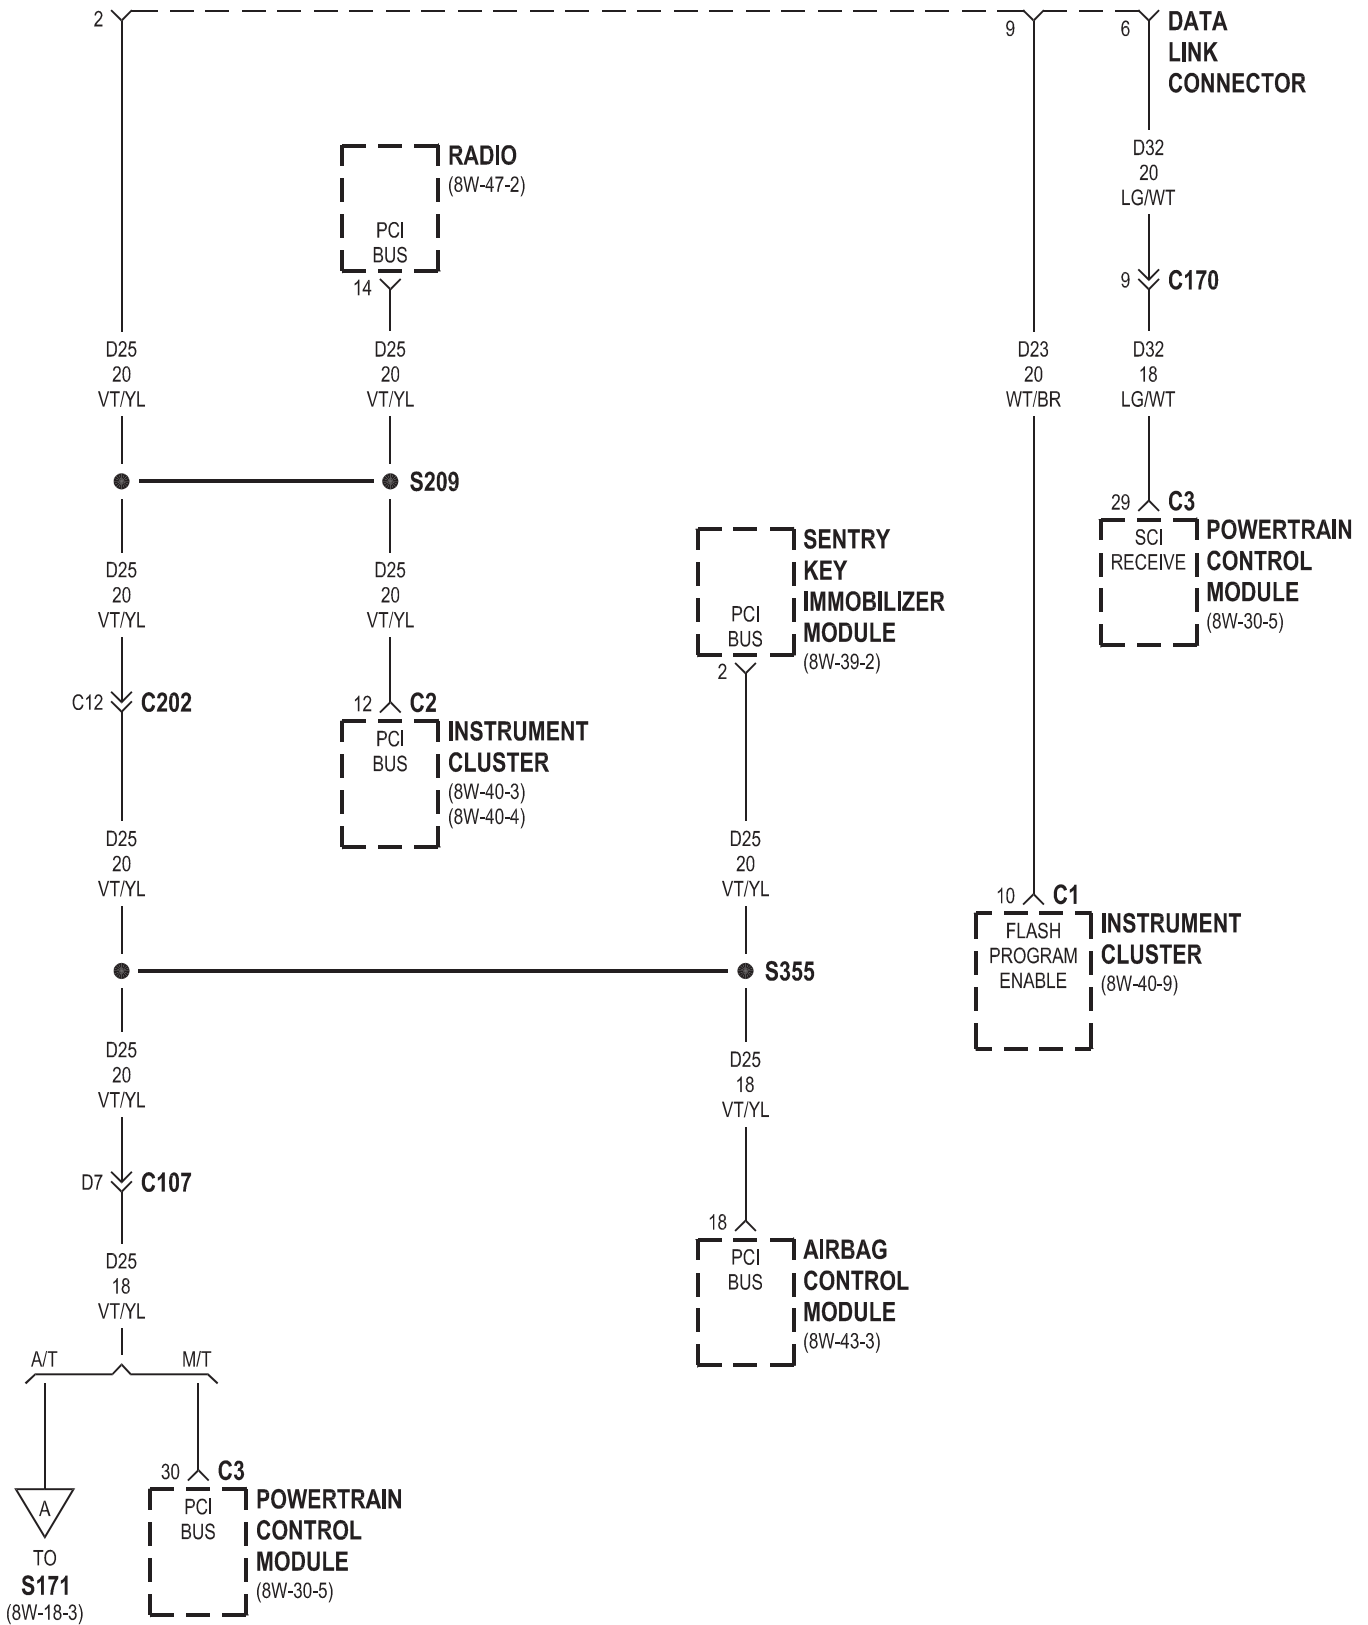 2
9
6
DATA
LINK
CONNECTOR
D32
20
LG/WT
RADIO
(8W-47-2)
PCI
BUS
14
9
C170
D25
20
VT/YL
D25
20
VT/YL
D23
20
WT/BR
D32
18
LG/WT
S209
29
C3
SCI
RECEIVE
POWERTRAIN
CONTROL
MODULE
(8W-30-5)
SENTRY
KEY
IMMOBILIZER
MODULE
(8W-39-2)
PCI
BUS
2
D25
20
VT/YL
D25
20
VT/YL
C12
C202
12
C2
PCI
BUS
INSTRUMENT
CLUSTER
(8W-40-3)
(8W-40-4)
D25
20
VT/YL
D25
20
VT/YL
10
C1
FLASH
PROGRAM
ENABLE
INSTRUMENT
CLUSTER
(8W-40-9)
S355
D25
20
VT/YL
D25
18
VT/YL
D7
C107
18
PCI
BUS
AIRBAG
CONTROL
MODULE
(8W-43-3)
D25
18
VT/YL
A/T
M/T
30
C3
PCI
BUS
POWERTRAIN
CONTROL
MODULE
(8W-30-5)
A
TO
S171
(8W-18-3)